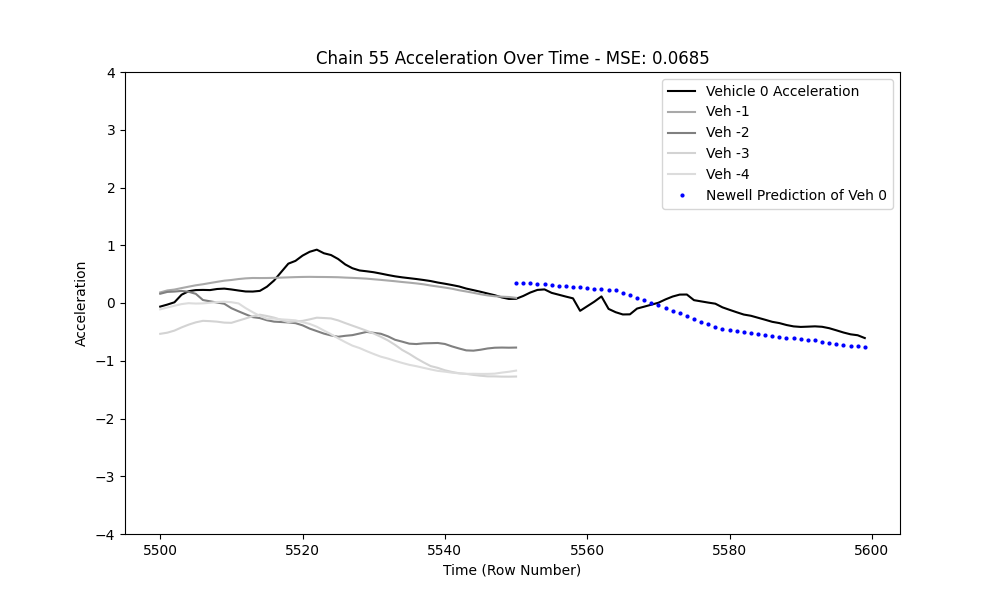 Chain 55 Acceleration Over Time - MSE: 0.0685
4
3
2
1
0
−1
−2
−3
−4
Acceleration
Vehicle 0 Acceleration
Veh -1
Veh -2
Veh -3
Veh -4
Newell Prediction of Veh 0
5500 5520 5540 5560 5580 5600
Time (Row Number)